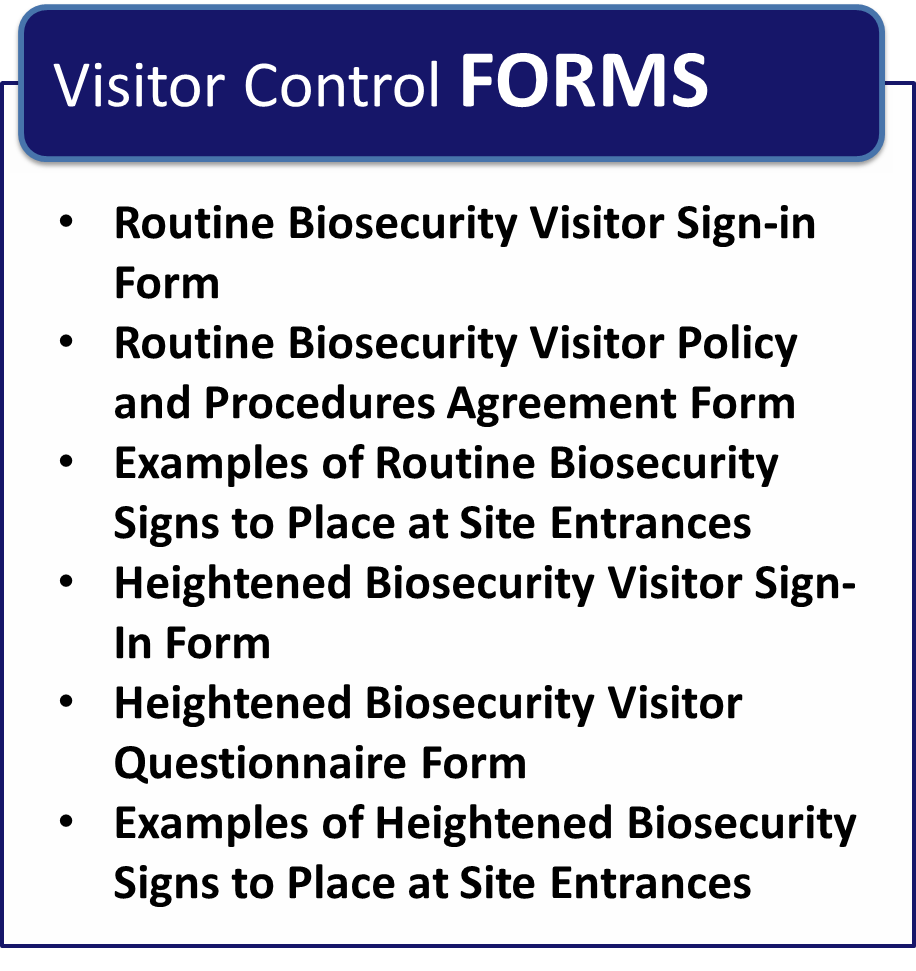 Visitor Control FORMS
• Routine Biosecurity Visitor Sign-in
Form
• Routine Biosecurity Visitor Policy
and Procedures Agreement Form
• Examples of Routine Biosecurity
Signs to Place at Site Entrances
• Heightened Biosecurity Visitor Sign-
In Form
• Heightened Biosecurity Visitor
Questionnaire Form
• Examples of Heightened Biosecurity
Signs to Place at Site Entrances